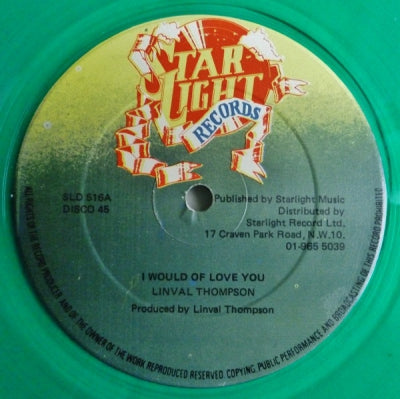 STAR
LIGHT
RECORDS
SLD 516A
DISCO 45
Published by Starlight Music
Distributed by
Starlight Record Ltd,
17 Craven Park Road, N.W.10.
01-965 5039
I WOULD OF LOVE YOU
LINVAL THOMPSON
Produced by Linval Thompson
ALL RIGHTS OF THE RECORD PRODUCER AND OF THE OWNER OF THE WORK REPRODUCED RESERVED. COPYING PUBLIC PERFORMANCE AND BROADCASTING OF THIS RECORD PROHIBITED